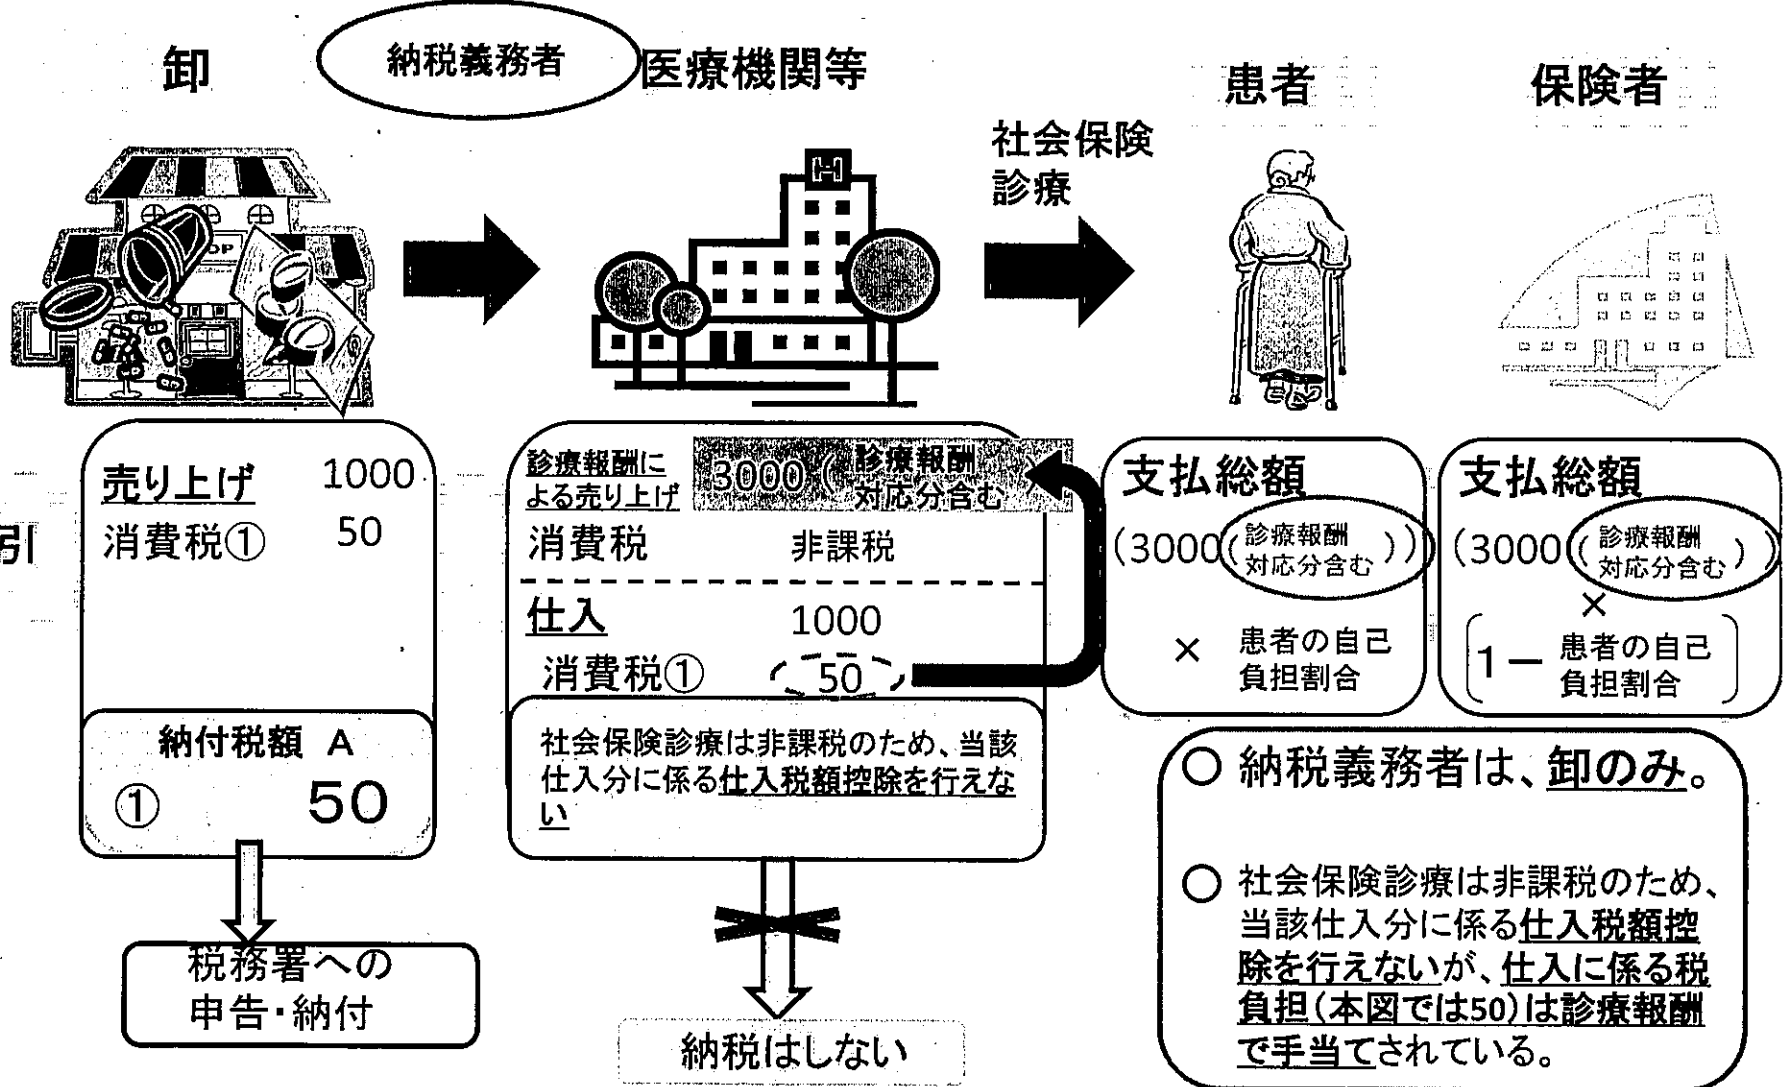 卸
納税義務者
医療機関等
患者
保険者
社会保険
診療
OP
H
引
売り上げ 1000
消費税① 50
納付税額 A
① 50
税務署への
申告・納付
診療報酬に
よる売り上げ
3000(診療報酬
対応分含む)
消費税 非課税
仕入 1000
消費税① 50
社会保険診療は非課税のため、当該
仕入分に係る仕入税額控除を行えな
い
納税はしない
支払総額
(3000(診療報酬
対応分含む))
× 患者の自己
負担割合
支払総額
(3000(診療報酬
対応分含む))
×
[1ー患者の自己
負担割合]
○ 納税義務者は、卸のみ。
○ 社会保険診療は非課税のため、
当該仕入分に係る仕入税額控
除を行えないが、仕入に係る税
負担(本図では50)は診療報酬
で手当てされている。